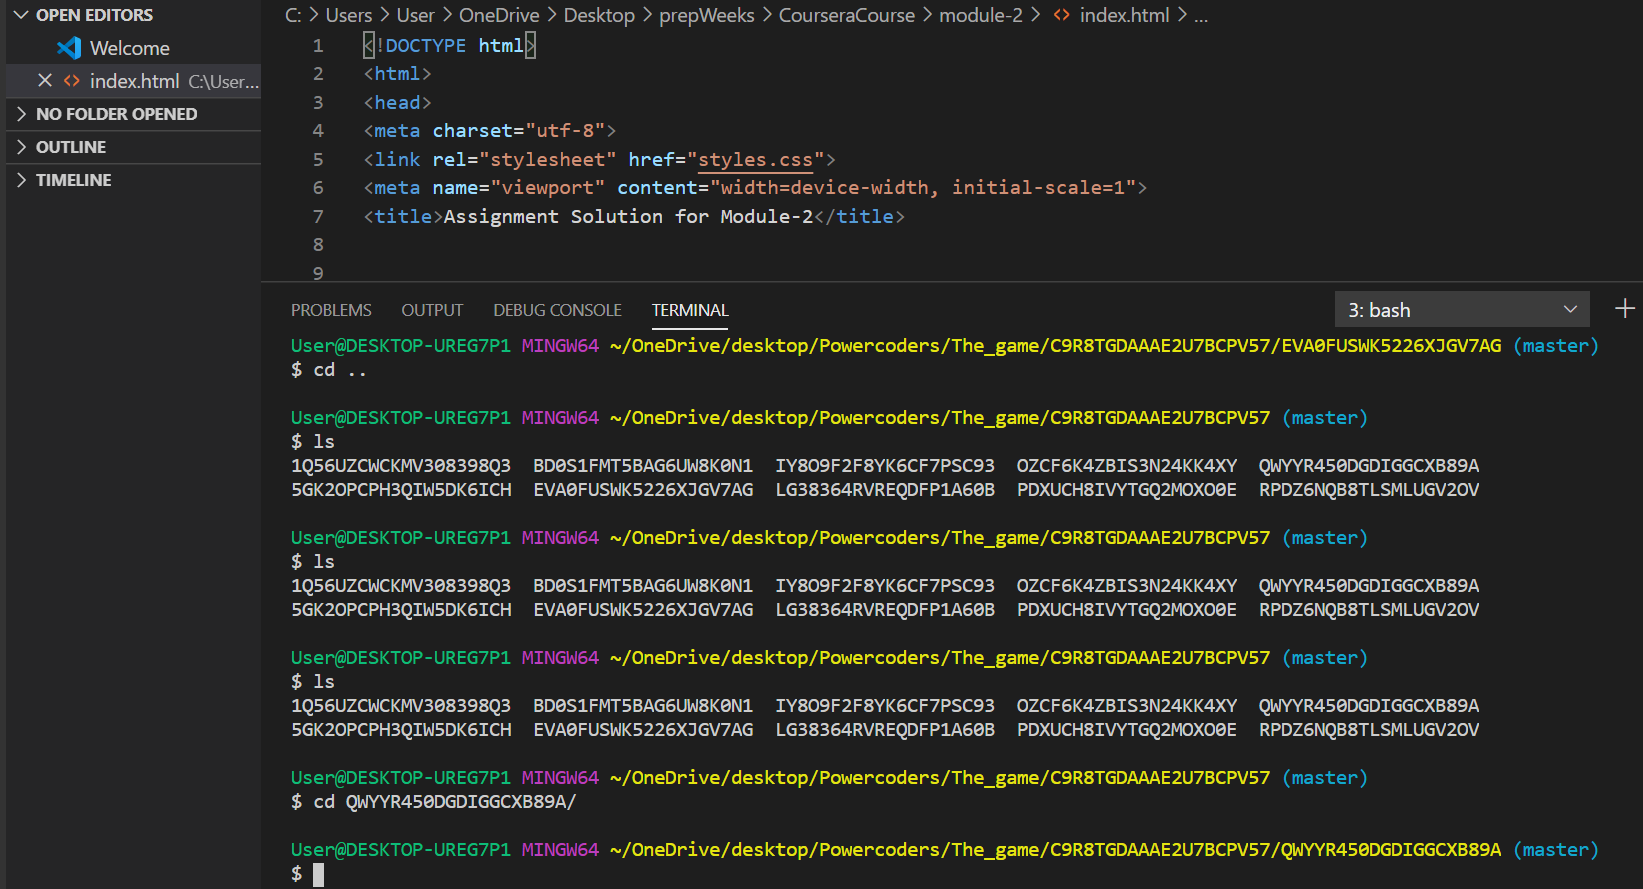 OPEN EDITORS
Welcome
index.html C:\User...
NO FOLDER OPENED
OUTLINE
TIMELINE
C: > Users > User > OneDrive > Desktop > prepWeeks > CourseraCourse > module-2 > <> index.html > ...
1 <!DOCTYPE html>
2 <html>
3 <head>
4 <meta charset="utf-8">
5 <link rel="stylesheet" href="styles.css">
6 <meta name="viewport" content="width=device-width, initial-scale=1">
7 <title>Assignment Solution for Module-2</title>
8
9
PROBLEMS OUTPUT DEBUG CONSOLE TERMINAL 3: bash
User@DESKTOP-UREG7P1 MINGW64 ~/OneDrive/desktop/Powercoders/The_game/C9R8TGDAAAE2U7BCPV57/EVA0FUSWK5226XJGV7AG (master)
$ cd ..
User@DESKTOP-UREG7P1 MINGW64 ~/OneDrive/desktop/Powercoders/The_game/C9R8TGDAAAE2U7BCPV57 (master)
$ ls
1Q56UZCWCKMV308398Q3 BD0S1FMT5BAG6UW8K0N1 IY8O9F2F8YK6CF7PSC93 OZCF6K4ZBIS3N24KK4XY QWYYR450DGDIGGCXB89A
5GK2OPCPH3QIW5DK6ICH EVA0FUSWK5226XJGV7AG LG38364RVREQDFP1A60B PDXUCH8IVYTGQ2MOXO0E RPDZ6NQB8TLSMLUGV2OV
User@DESKTOP-UREG7P1 MINGW64 ~/OneDrive/desktop/Powercoders/The_game/C9R8TGDAAAE2U7BCPV57 (master)
$ ls
1Q56UZCWCKMV308398Q3 BD0S1FMT5BAG6UW8K0N1 IY8O9F2F8YK6CF7PSC93 OZCF6K4ZBIS3N24KK4XY QWYYR450DGDIGGCXB89A
5GK2OPCPH3QIW5DK6ICH EVA0FUSWK5226XJGV7AG LG38364RVREQDFP1A60B PDXUCH8IVYTGQ2MOXO0E RPDZ6NQB8TLSMLUGV2OV
User@DESKTOP-UREG7P1 MINGW64 ~/OneDrive/desktop/Powercoders/The_game/C9R8TGDAAAE2U7BCPV57 (master)
$ ls
1Q56UZCWCKMV308398Q3 BD0S1FMT5BAG6UW8K0N1 IY8O9F2F8YK6CF7PSC93 OZCF6K4ZBIS3N24KK4XY QWYYR450DGDIGGCXB89A
5GK2OPCPH3QIW5DK6ICH EVA0FUSWK5226XJGV7AG LG38364RVREQDFP1A60B PDXUCH8IVYTGQ2MOXO0E RPDZ6NQB8TLSMLUGV2OV
User@DESKTOP-UREG7P1 MINGW64 ~/OneDrive/desktop/Powercoders/The_game/C9R8TGDAAAE2U7BCPV57 (master)
$ cd QWYYR450DGDIGGCXB89A/
User@DESKTOP-UREG7P1 MINGW64 ~/OneDrive/desktop/Powercoders/The_game/C9R8TGDAAAE2U7BCPV57/QWYYR450DGDIGGCXB89A (master)
$